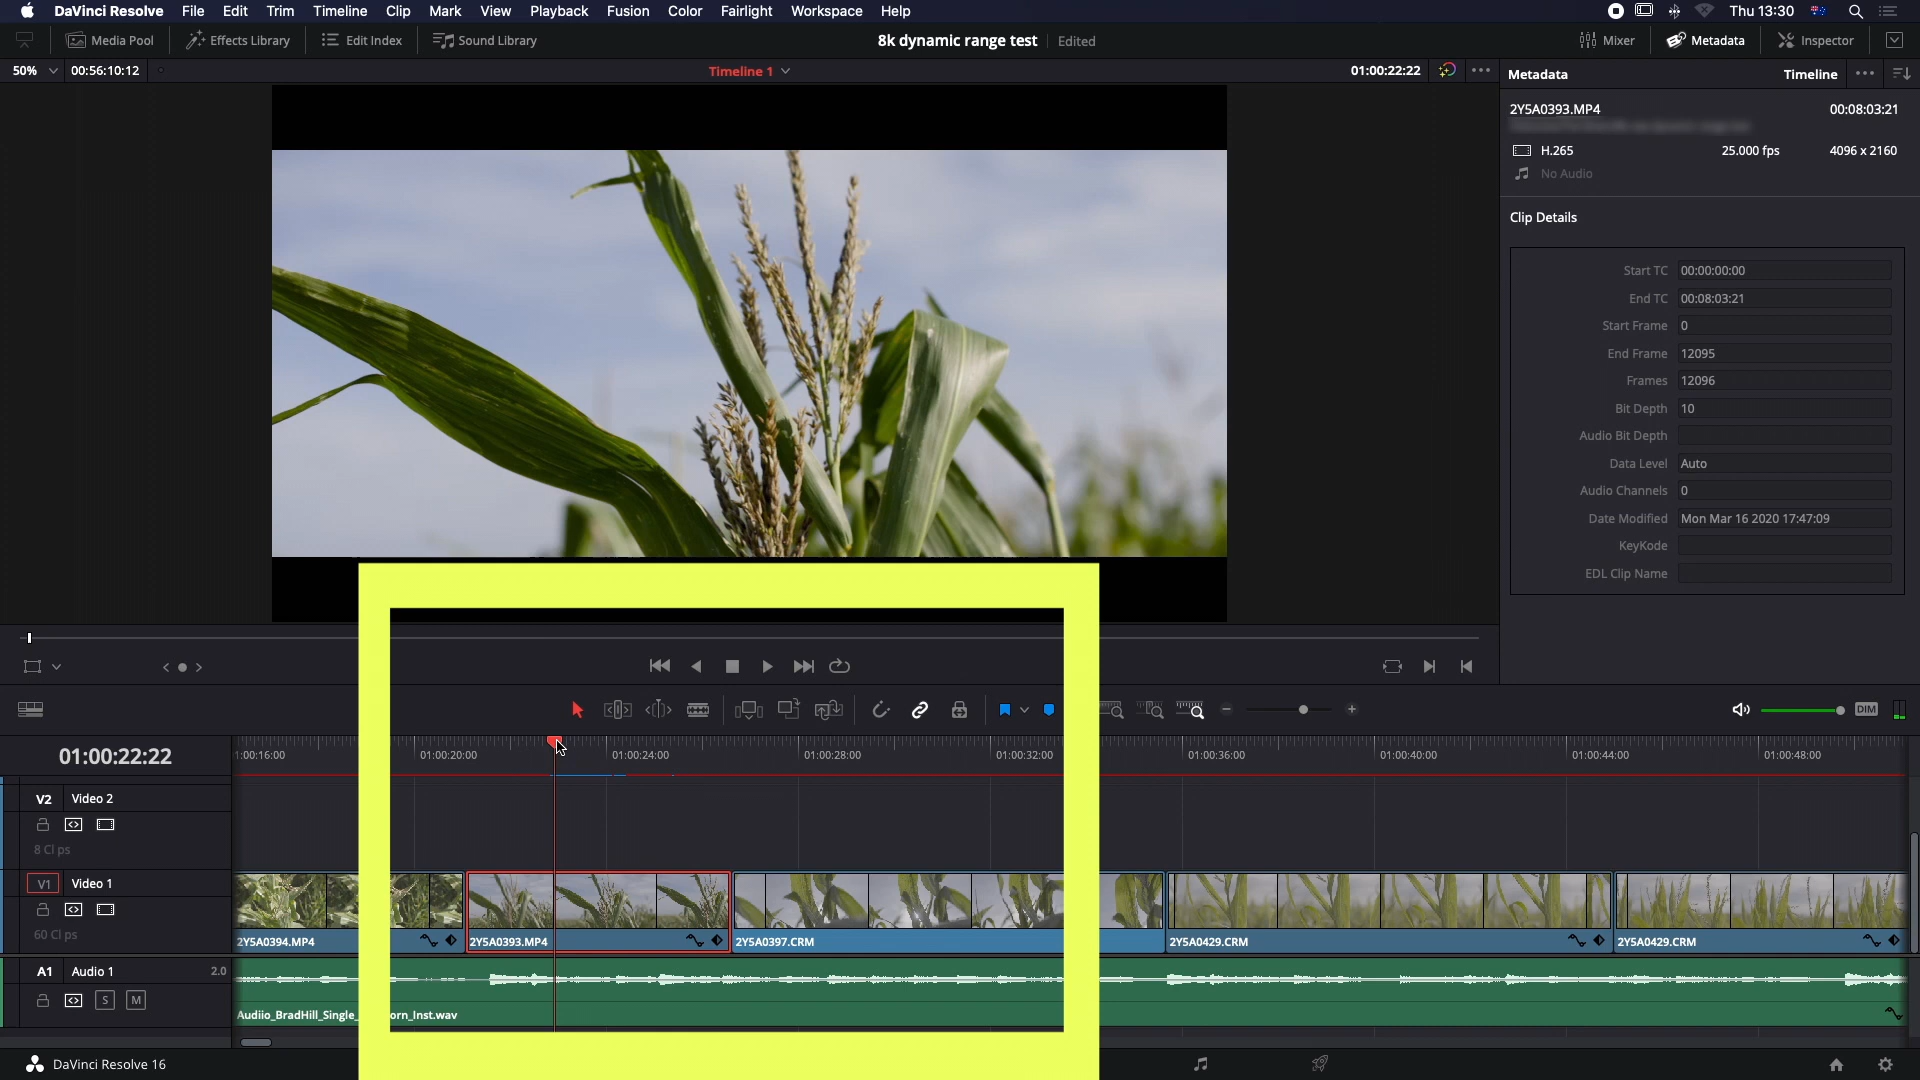 DaVinci Resolve File Edit Trim Timeline Clip Mark View Playback Fusion Color Fairlight Workspace Help Thu 13:30
Media Pool Effects Library Edit Index Sound Library 8k dynamic range test Edited Mixer Metadata Inspector
50% 00:56:10:12 Timeline 1 01:00:22:22 ••• Metadata Timeline •••
2Y5A0393.MP4 00:08:03:21
H.265 25.000 fps 4096 x 2160
No Audio
Clip Details
Start TC 00:00:00:00
End TC 00:08:03:21
Start Frame 0
End Frame 12095
Frames 12096
Bit Depth 10
Audio Bit Depth
Data Level Auto
Audio Channels 0
Date Modified Mon Mar 16 2020 17:47:09
KeyKode
EDL Clip Name
DIM
01:00:22:22 1:00:16:00 01:00:20:00 01:00:24:00 01:00:28:00 01:00:32:00 01:00:36:00 01:00:40:00 01:00:44:00 01:00:48:00
V2 Video 2
8 Clips
V1 Video 1
60 Clips
2Y5A0394.MP4 2Y5A0393.MP4 2Y5A0397.CRM 2Y5A0429.CRM 2Y5A0429.CRM
A1 Audio 1 2.0
S M
Audiio_BradHill_Single_ orn_Inst.wav
DaVinci Resolve 16